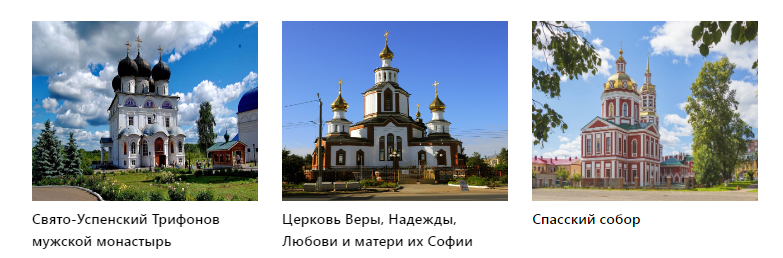 Свято-Успенский Трифонов
мужской монастырь
Церковь Веры, Надежды,
Любови и матери их Софии
Спасский собор